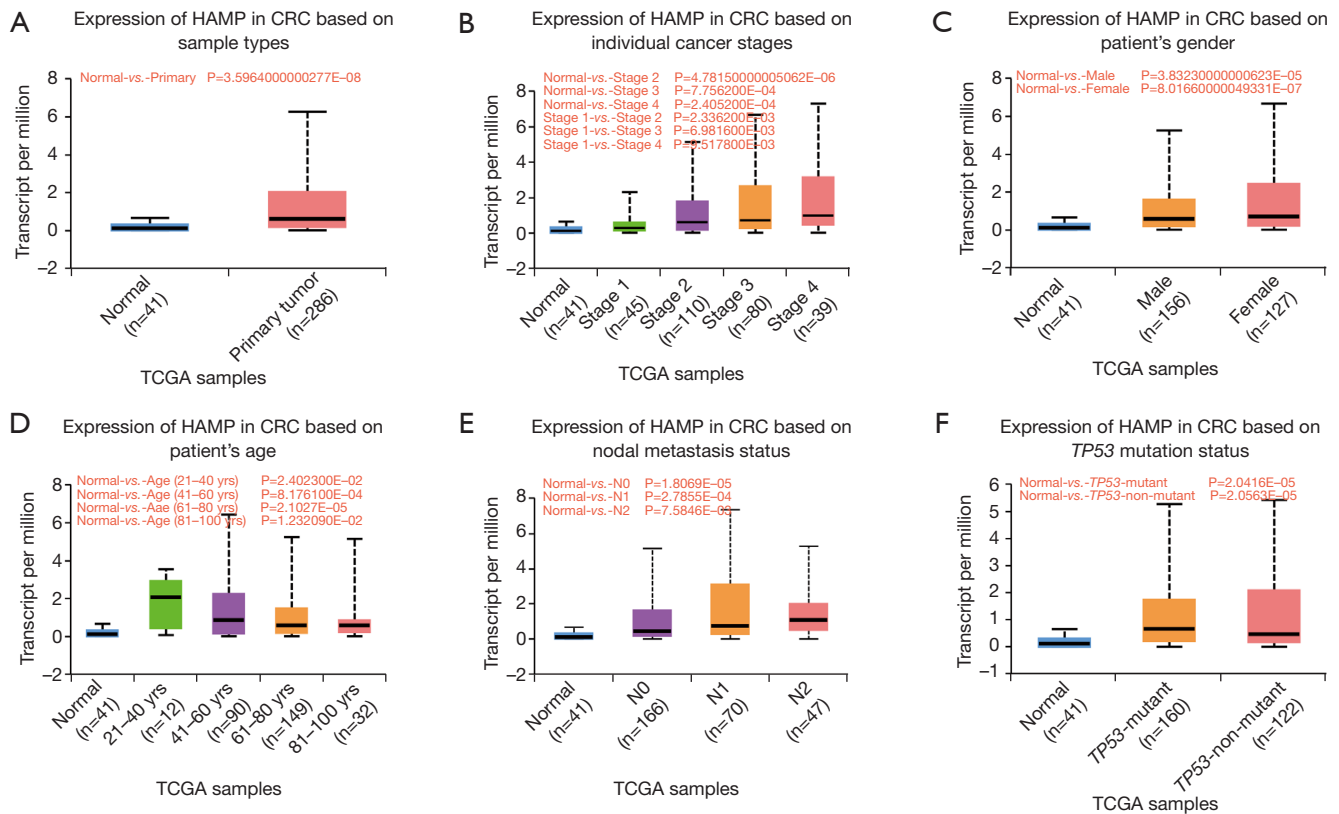 A
Expression of HAMP in CRC based on
sample types
Normal-vs.-Primary P=3.5964000000277E–08
Transcript per million
8
6
4
2
0
–2
Normal
(n=41)
Primary tumor
(n=286)
TCGA samples
B
Expression of HAMP in CRC based on
individual cancer stages
Normal-vs.-Stage 2 P=4.78150000005062E–06
Normal-vs.-Stage 3 P=7.756200E–04
Normal-vs.-Stage 4 P=2.405200E–04
Stage 1-vs.-Stage 2 P=2.336200E–03
Stage 1-vs.-Stage 3 P=6.981600E–03
Stage 1-vs.-Stage 4
Transcript per million
8
6
4
2
0
–2
Normal
(n=41)
Stage 1
(n=45)
Stage 2
(n=110)
Stage 3
(n=80)
Stage 4
(n=39)
TCGA samples
C
Expression of HAMP in CRC based on
patient's gender
Normal-vs.-Male P=3.83230000000623E–05
Normal-vs.-Female P=8.01660000049331E–07
Transcript per million
8
6
4
2
0
–2
Normal
(n=41)
Male
(n=156)
Female
(n=127)
TCGA samples
D
Expression of HAMP in CRC based on
patient's age
Normal-vs.-Age (21–40 yrs) P=2.402300E–02
Normal-vs.-Age (41–60 yrs) P=8.176100E–04
Normal-vs.-Aae (61–80 yrs) P=2.1027E–05
Normal-vs.-Age (81–100 yrs) P=1.232090E–02
Transcript per million
8
6
4
2
0
–2
Normal
(n=41)
21–40 yrs
(n=12)
41–60 yrs
(n=90)
61–80 yrs
(n=149)
81–100 yrs
(n=32)
TCGA samples
E
Expression of HAMP in CRC based on
nodal metastasis status
Normal-vs.-N0 P=1.8069E–05
Normal-vs.-N1 P=2.7855E–04
Normal-vs.-N2
Transcript per million
8
6
4
2
0
–2
Normal
(n=41)
N0
(n=166)
N1
(n=70)
N2
(n=47)
TCGA samples
F
Expression of HAMP in CRC based on
TP53 mutation status
Normal-vs.-TP53-mutant P=2.0416E–05
Normal-vs.-TP53-non-mutant P=2.0563E–05
Transcript per million
6
5
4
3
2
1
0
–1
Normal
(n=41)
TP53-mutant
(n=160)
TP53-non-mutant
(n=122)
TCGA samples